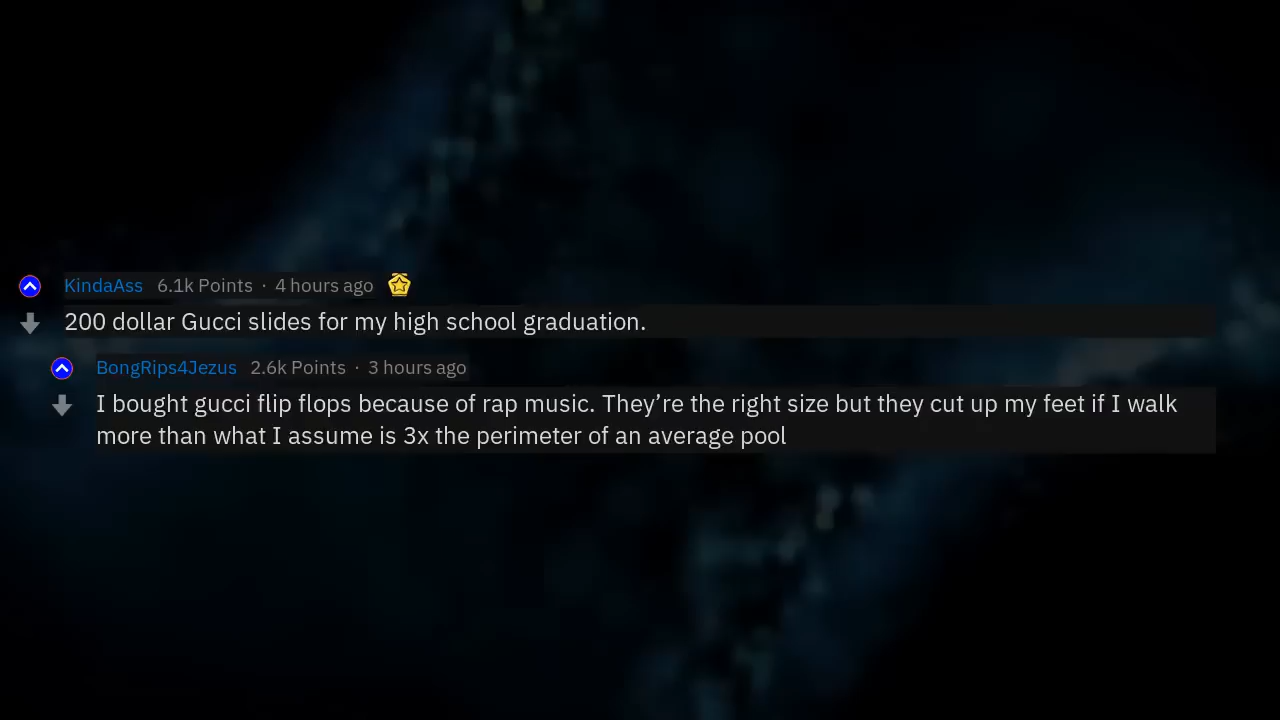 KindaAss 6.1k Points · 4 hours ago
200 dollar Gucci slides for my high school graduation.
BongRips4Jezus 2.6k Points · 3 hours ago
I bought gucci flip flops because of rap music. They’re the right size but they cut up my feet if I walk
more than what I assume is 3x the perimeter of an average pool